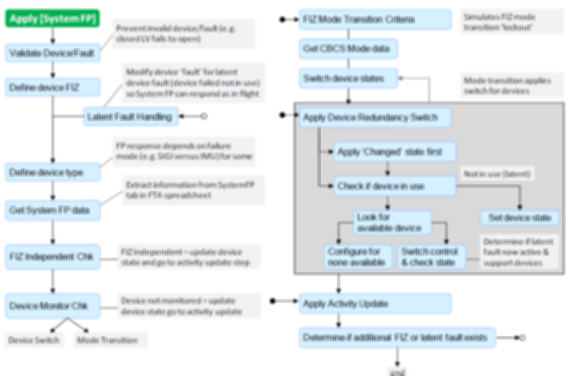 Apply [System FP]
Prevent invalid device/fault (e.g.
closed LV fails to open)
Validate Device/Fault
Modify device 'fault' for latent
device fault (device failed not in use)
so System FP can respond as in flight
Define device FIZ
Latent Fault Handling
FP response depends on failure
mode (e.g. SIGI versus IMU) for some
Define device type
Extract information from System FP
tab in FTA spreadsheet
Get System FP data
FIZ Independent Chk
FIZ Independent = update device
state and go to activity update step
Device Monitor Chk
Device not monitored = update
device state go to activity update
Device Switch
Mode Transition
FIZ Mode Transition Criteria
Simulates FIZ mode
transition 'lockout'
Get CBCS Mode data
Switch device states
Mode transition applies
switch for devices
Apply Device Redundancy Switch
Apply 'Changed' state first
Check if device in use
Not in use (latent)
Look for
available device
Set device state
Configure for
none available
Switch control
& check state
Determine if latent
fault now active &
support devices
Apply Activity Update
Determine if additional FIZ or latent fault exists
end